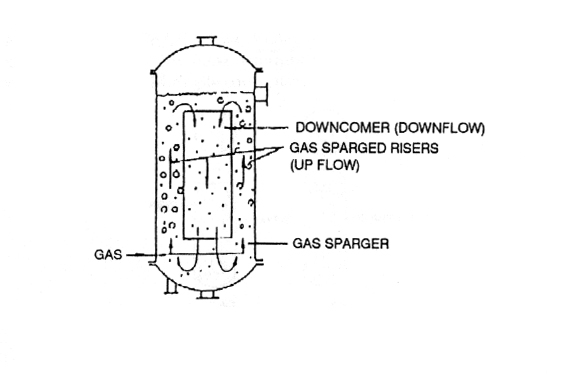 DOWNCOMER (DOWNFLOW)
GAS SPARGED RISERS
(UP FLOW)
GAS SPARGER
GAS